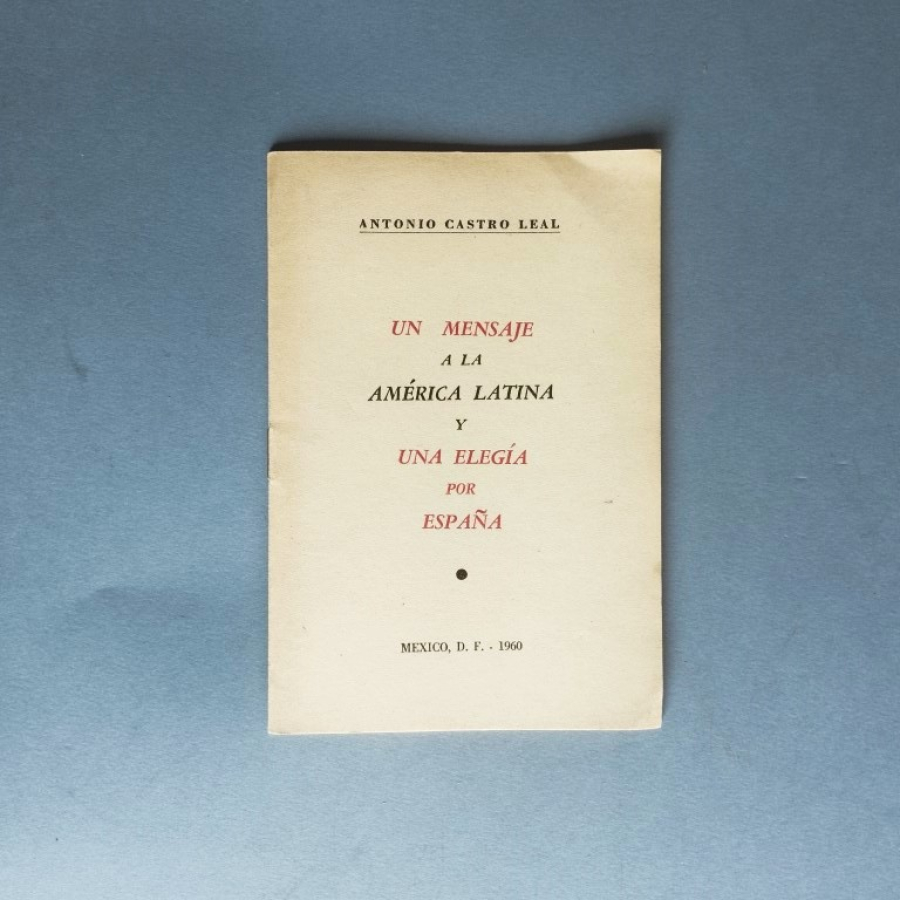 ANTONIO CASTRO LEAL
UN MENSAJE
A LA
AMÉRICA LATINA
Y
UNA ELEGÍA
POR
ESPAÑA
MEXICO, D. F. - 1960